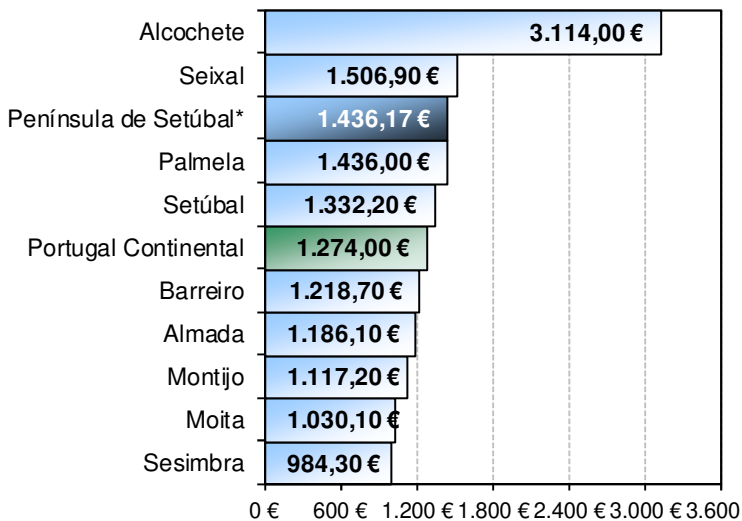 Alcochete 3.114,00 €
Seixal 1.506,90 €
Península de Setúbal* 1.436,17 €
Palmela 1.436,00 €
Setúbal 1.332,20 €
Portugal Continental 1.274,00 €
Barreiro 1.218,70 €
Almada 1.186,10 €
Montijo 1.117,20 €
Moita 1.030,10 €
Sesimbra 984,30 €
0 € 600 € 1.200 € 1.800 € 2.400 € 3.000 € 3.600